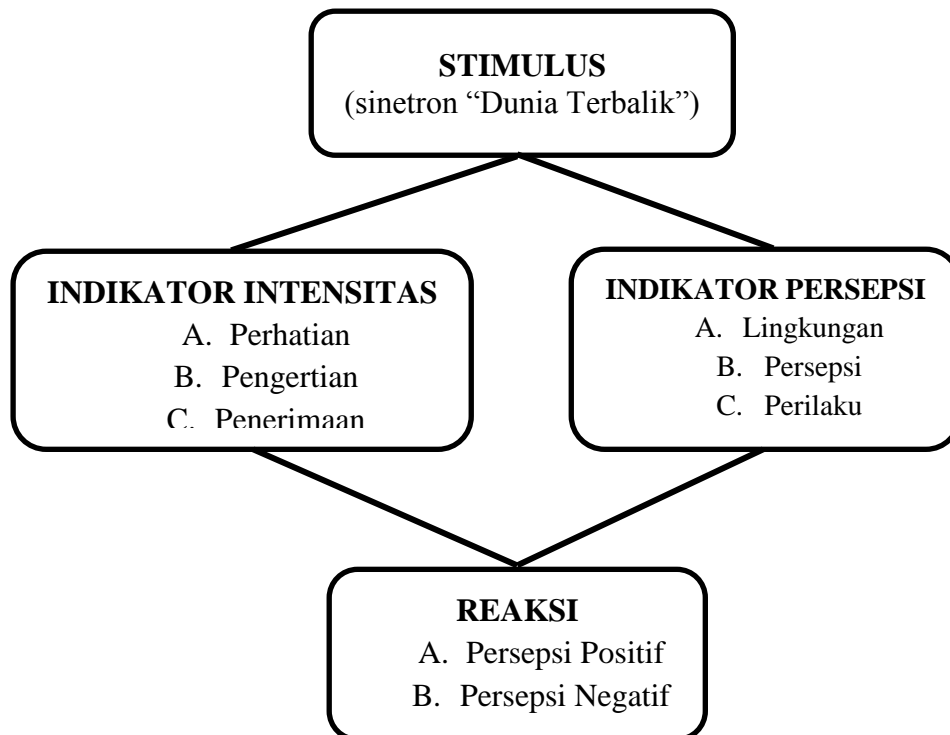 STIMULUS
(sinetron “Dunia Terbalik”)
INDIKATOR INTENSITAS
A. Perhatian
B. Pengertian
C. Penerimaan
INDIKATOR PERSEPSI
A. Lingkungan
B. Persepsi
C. Perilaku
REAKSI
A. Persepsi Positif
B. Persepsi Negatif